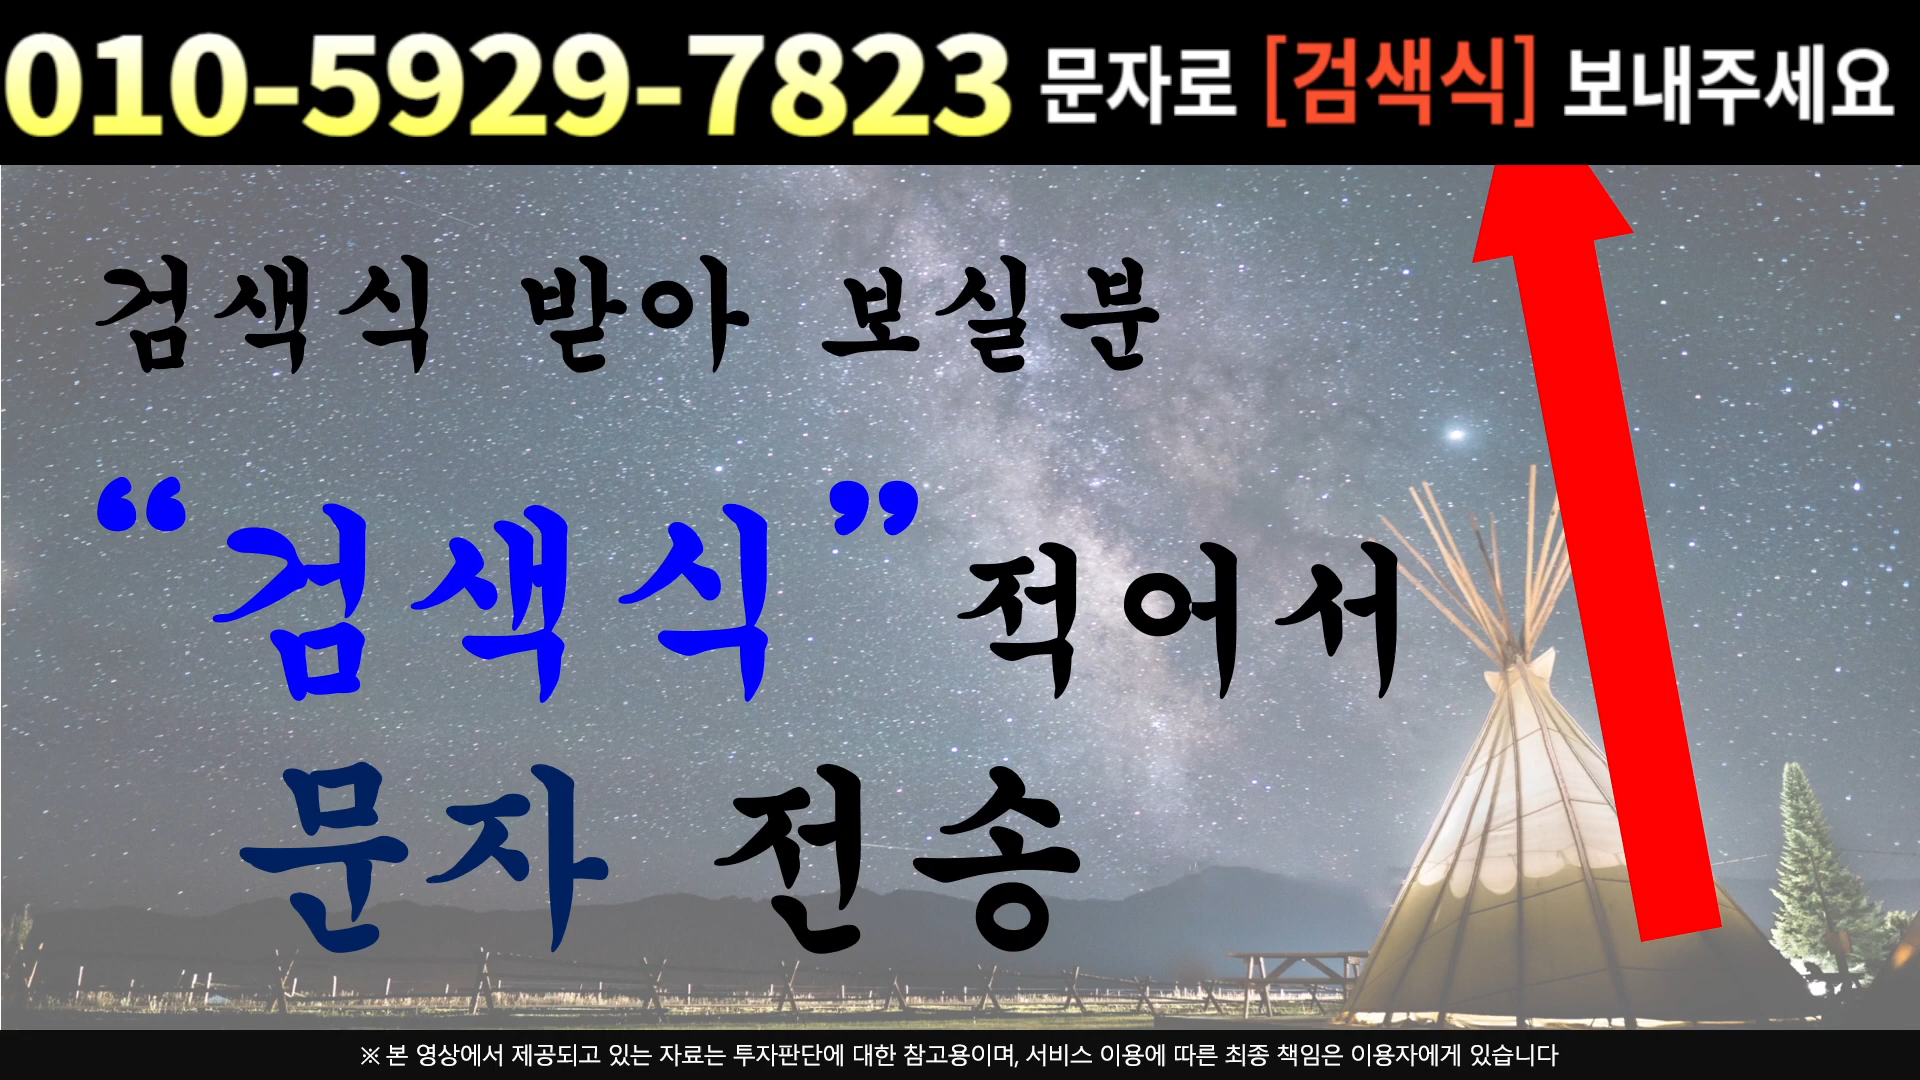 010-5929-7823 문자로 [검색식] 보내주세요
검색식 받아 보실분
“검색식” 적어서
문자 전송
※ 본 영상에서 제공되고 있는 자료는 투자판단에 대한 참고용이며, 서비스 이용에 따른 최종 책임은 이용자에게 있습니다